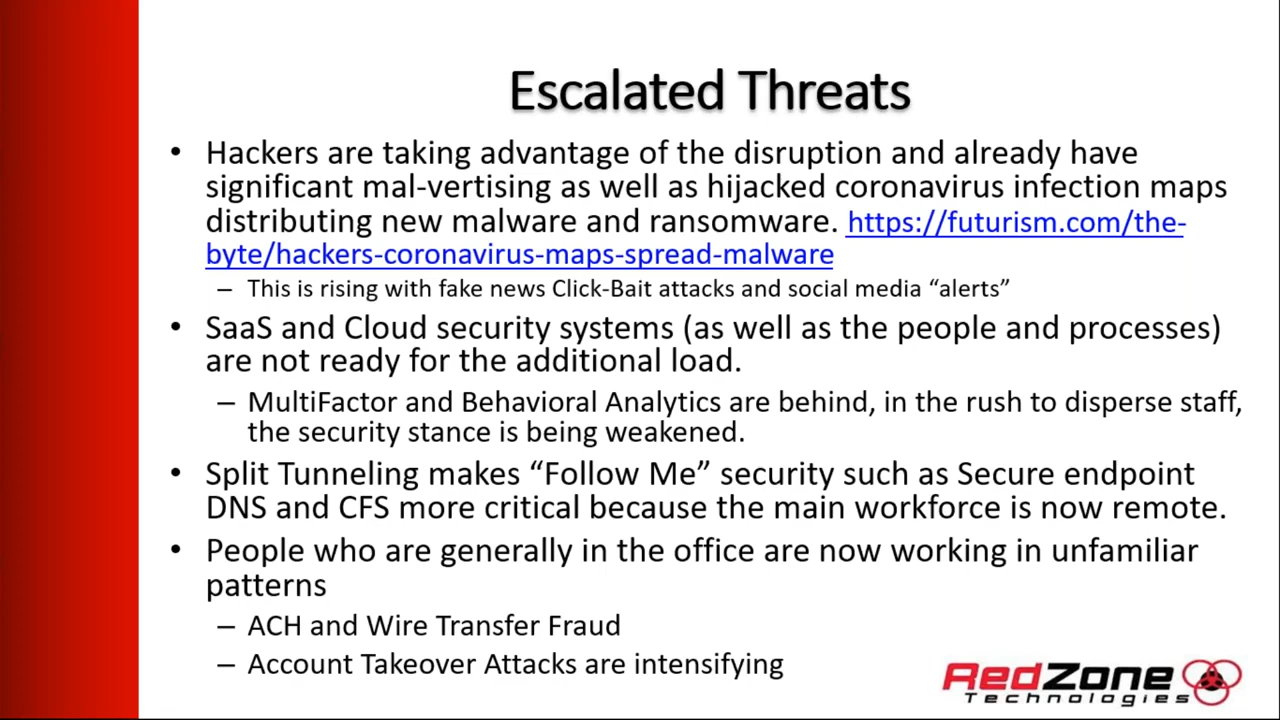 Escalated Threats
• Hackers are taking advantage of the disruption and already have
significant mal-vertising as well as hijacked coronavirus infection maps
distributing new malware and ransomware. https://futurism.com/the-
byte/hackers-coronavirus-maps-spread-malware
– This is rising with fake news Click-Bait attacks and social media “alerts”
• SaaS and Cloud security systems (as well as the people and processes)
are not ready for the additional load.
– MultiFactor and Behavioral Analytics are behind, in the rush to disperse staff,
the security stance is being weakened.
• Split Tunneling makes “Follow Me” security such as Secure endpoint
DNS and CFS more critical because the main workforce is now remote.
• People who are generally in the office are now working in unfamiliar
patterns
– ACH and Wire Transfer Fraud
– Account Takeover Attacks are intensifying
RedZone
Technologies